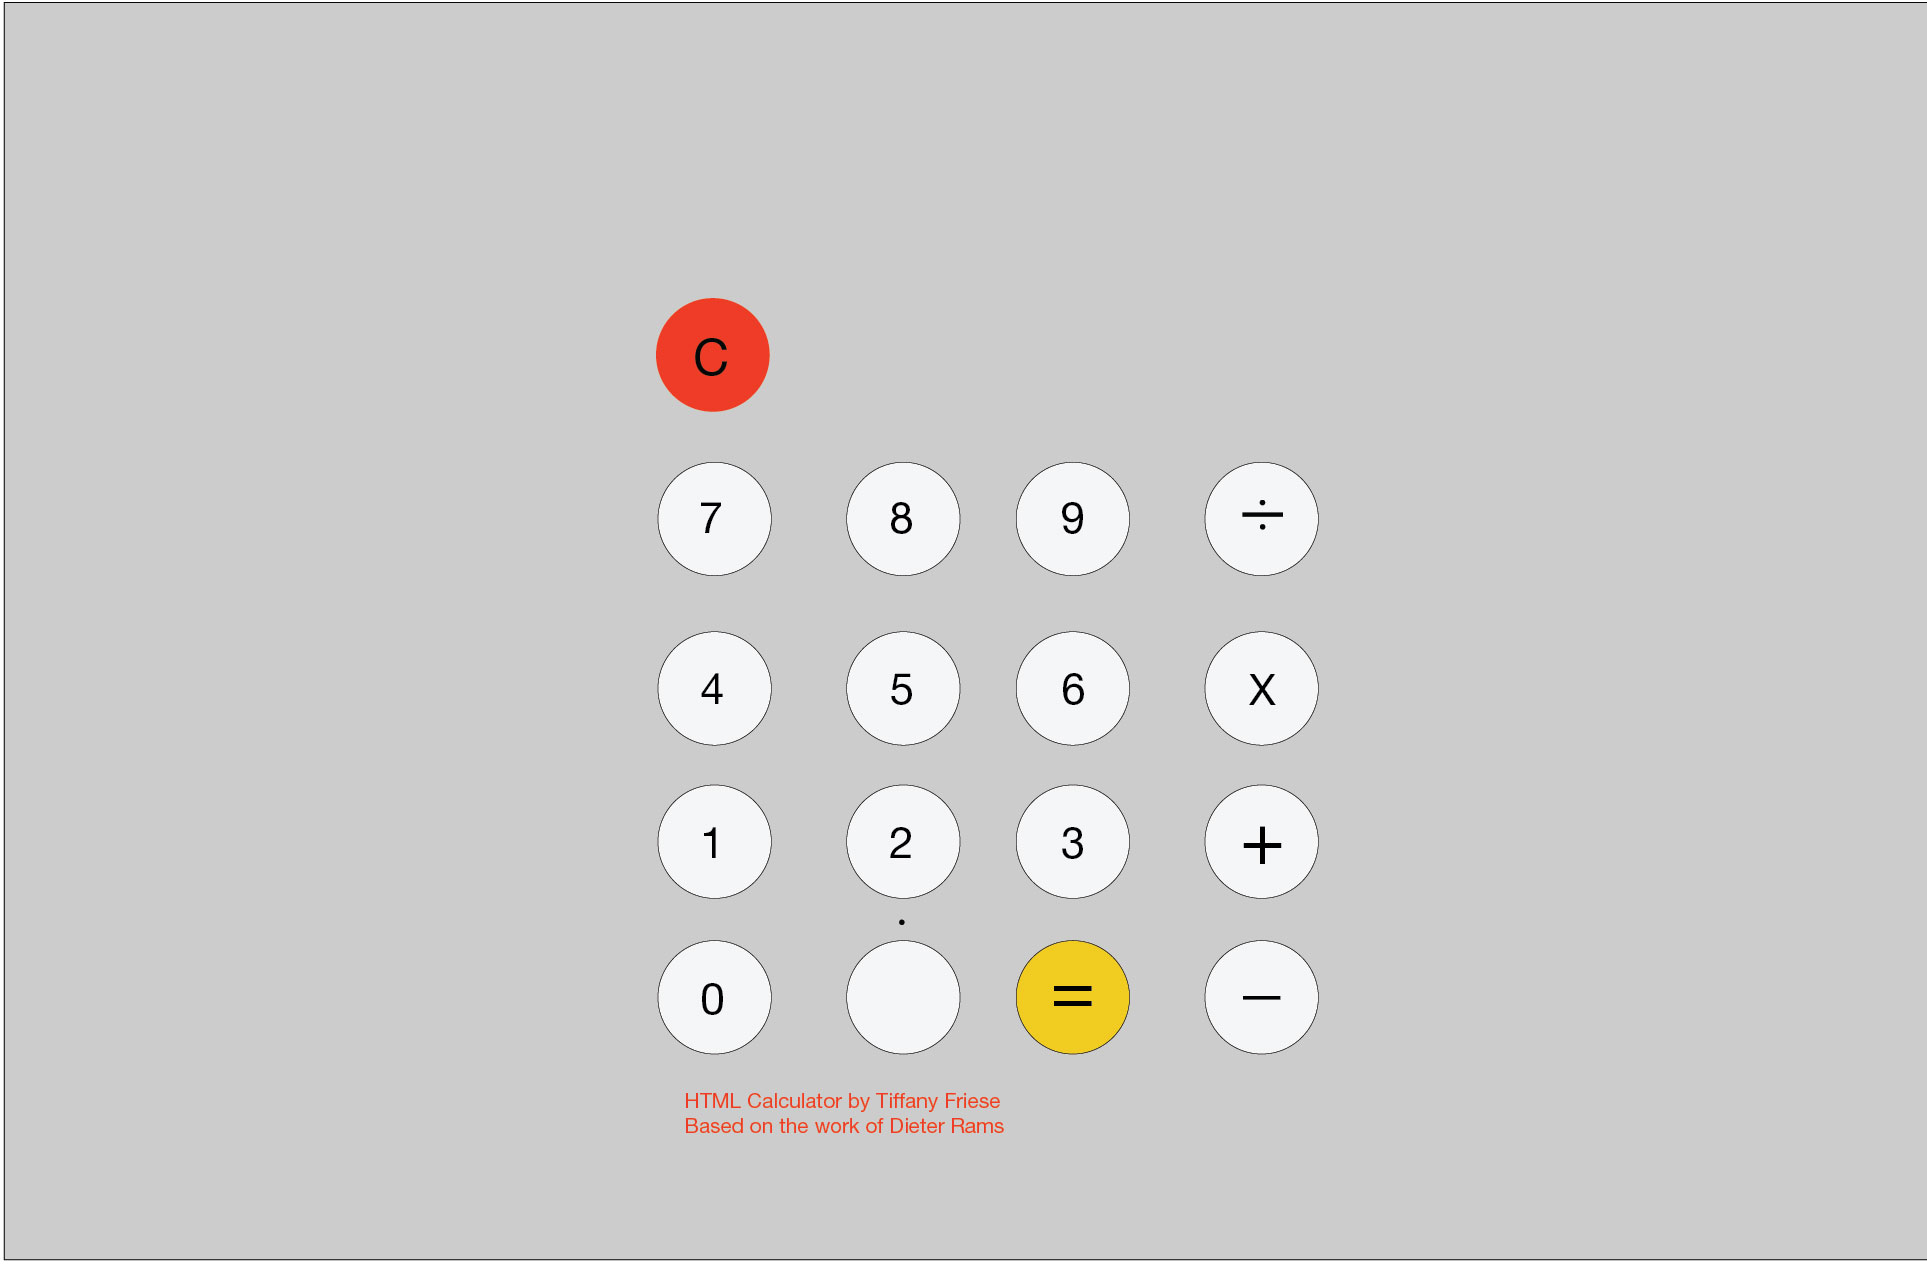 C
7 8 9 ÷
4 5 6 X
1 2 3 +
.
0 = −
HTML Calculator by Tiffany Friese
Based on the work of Dieter Rams